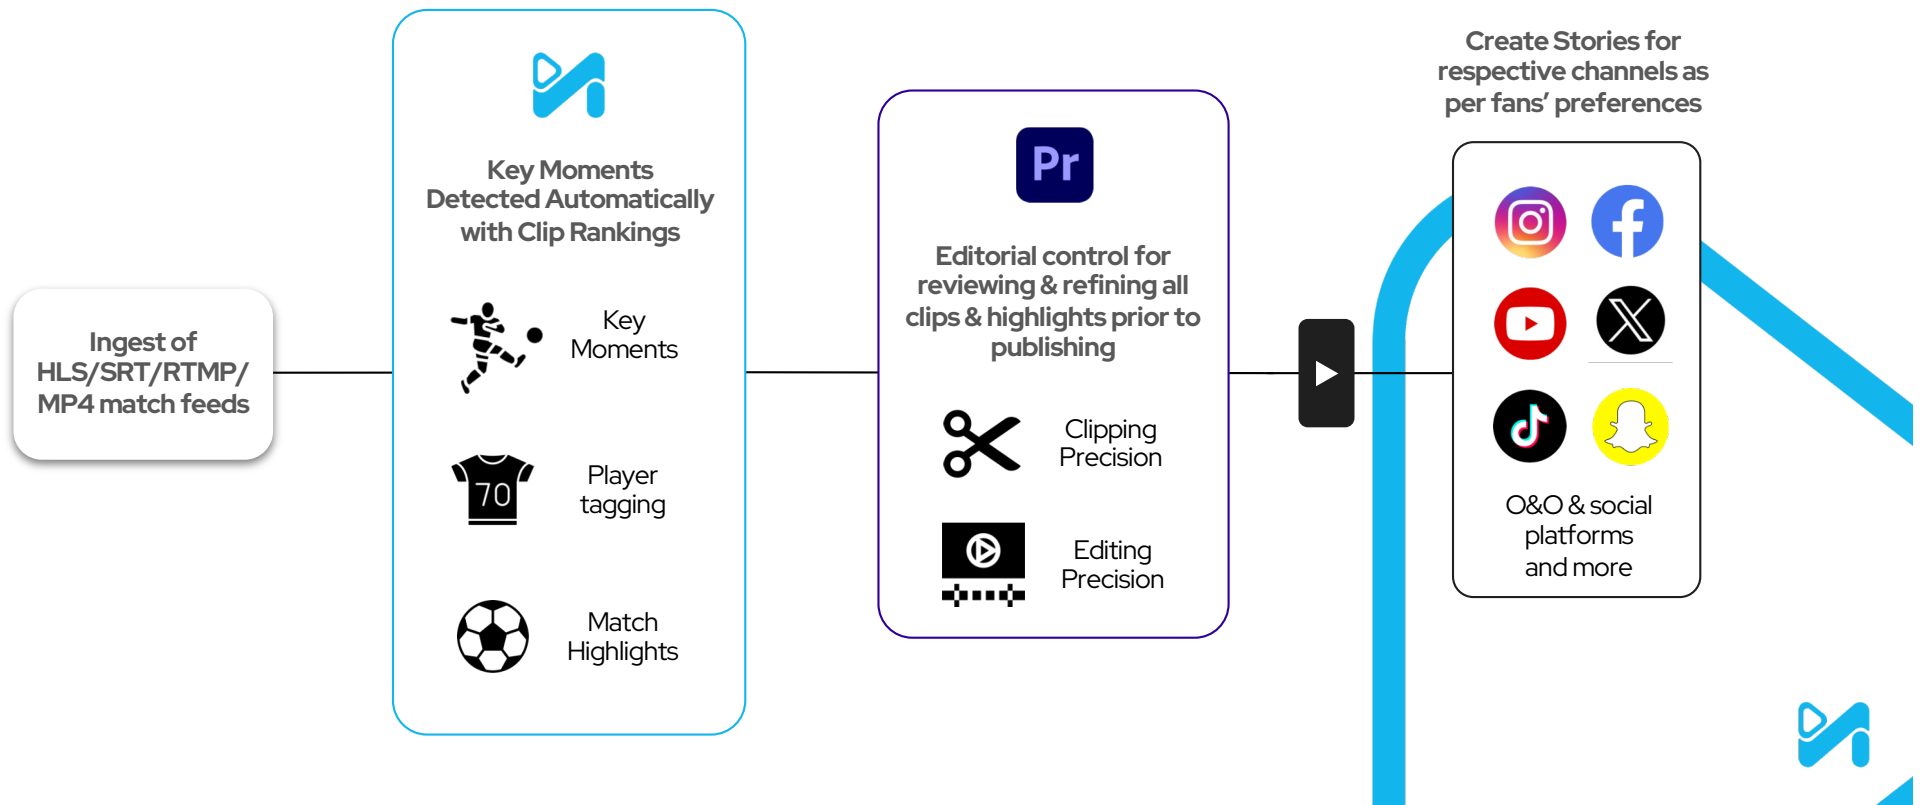 Ingest of
HLS/SRT/RTMP/
MP4 match feeds
Key Moments
Detected Automatically
with Clip Rankings
Key
Moments
70
Player
tagging
Match
Highlights
Pr
Editorial control for
reviewing & refining all
clips & highlights prior to
publishing
Clipping
Precision
Editing
Precision
Create Stories for
respective channels as
per fans’ preferences
O&O & social
platforms
and more